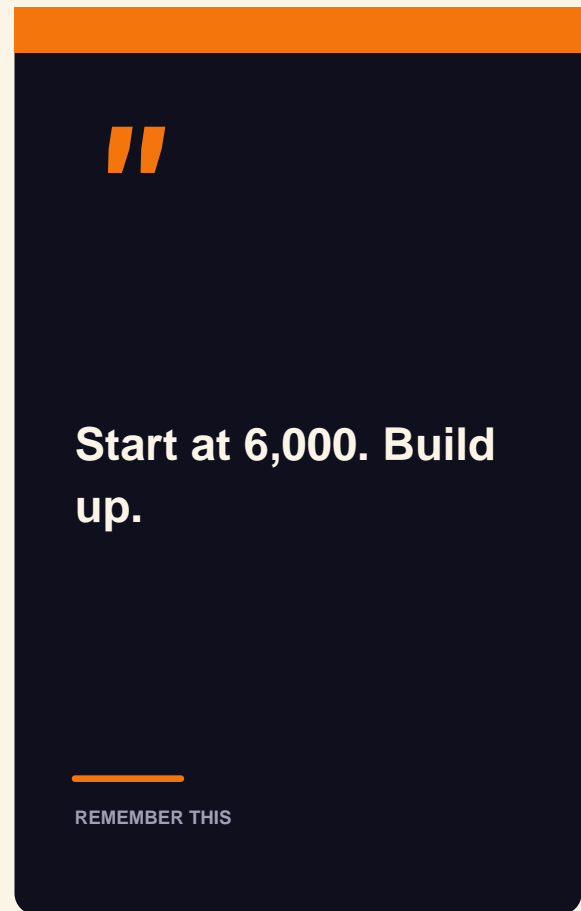 "
Start at 6,000. Build
up.
REMEMBER THIS